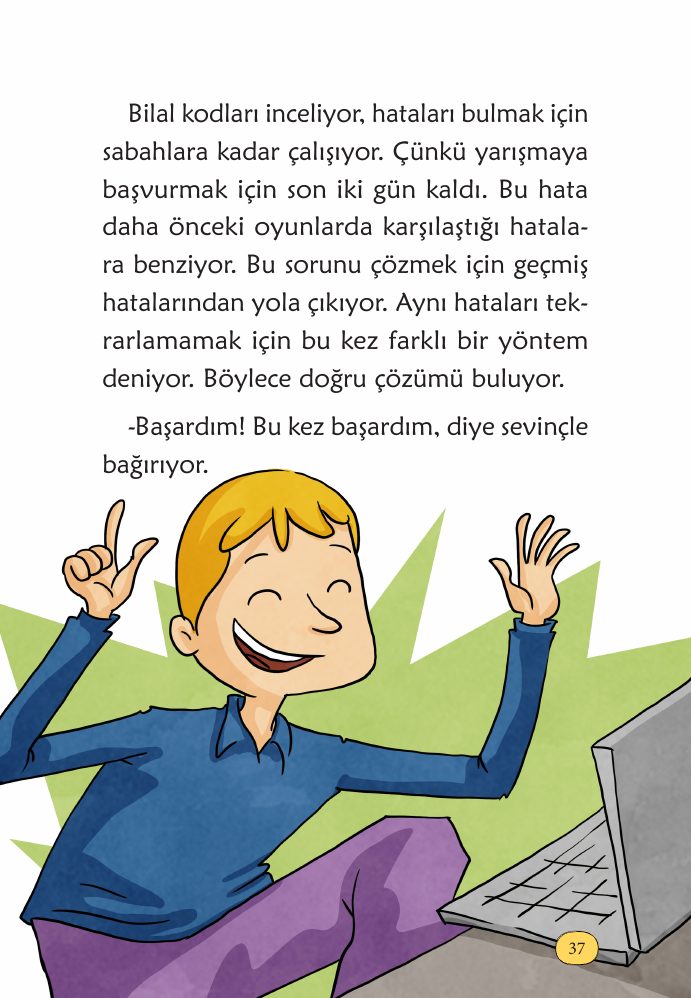 Bilal kodları inceliyor, hataları bulmak için
sabahlara kadar çalışıyor. Çünkü yarışmaya
başvurmak için son iki gün kaldı. Bu hata
daha önceki oyunlarda karşılaştığı hatala-
ra benziyor. Bu sorunu çözmek için geçmiş
hatalarından yola çıkıyor. Aynı hataları tek-
rarlamamak için bu kez farklı bir yöntem
deniyor. Böylece doğru çözümü buluyor.
-Başardım! Bu kez başardım, diye sevinçle
bağırıyor.
37